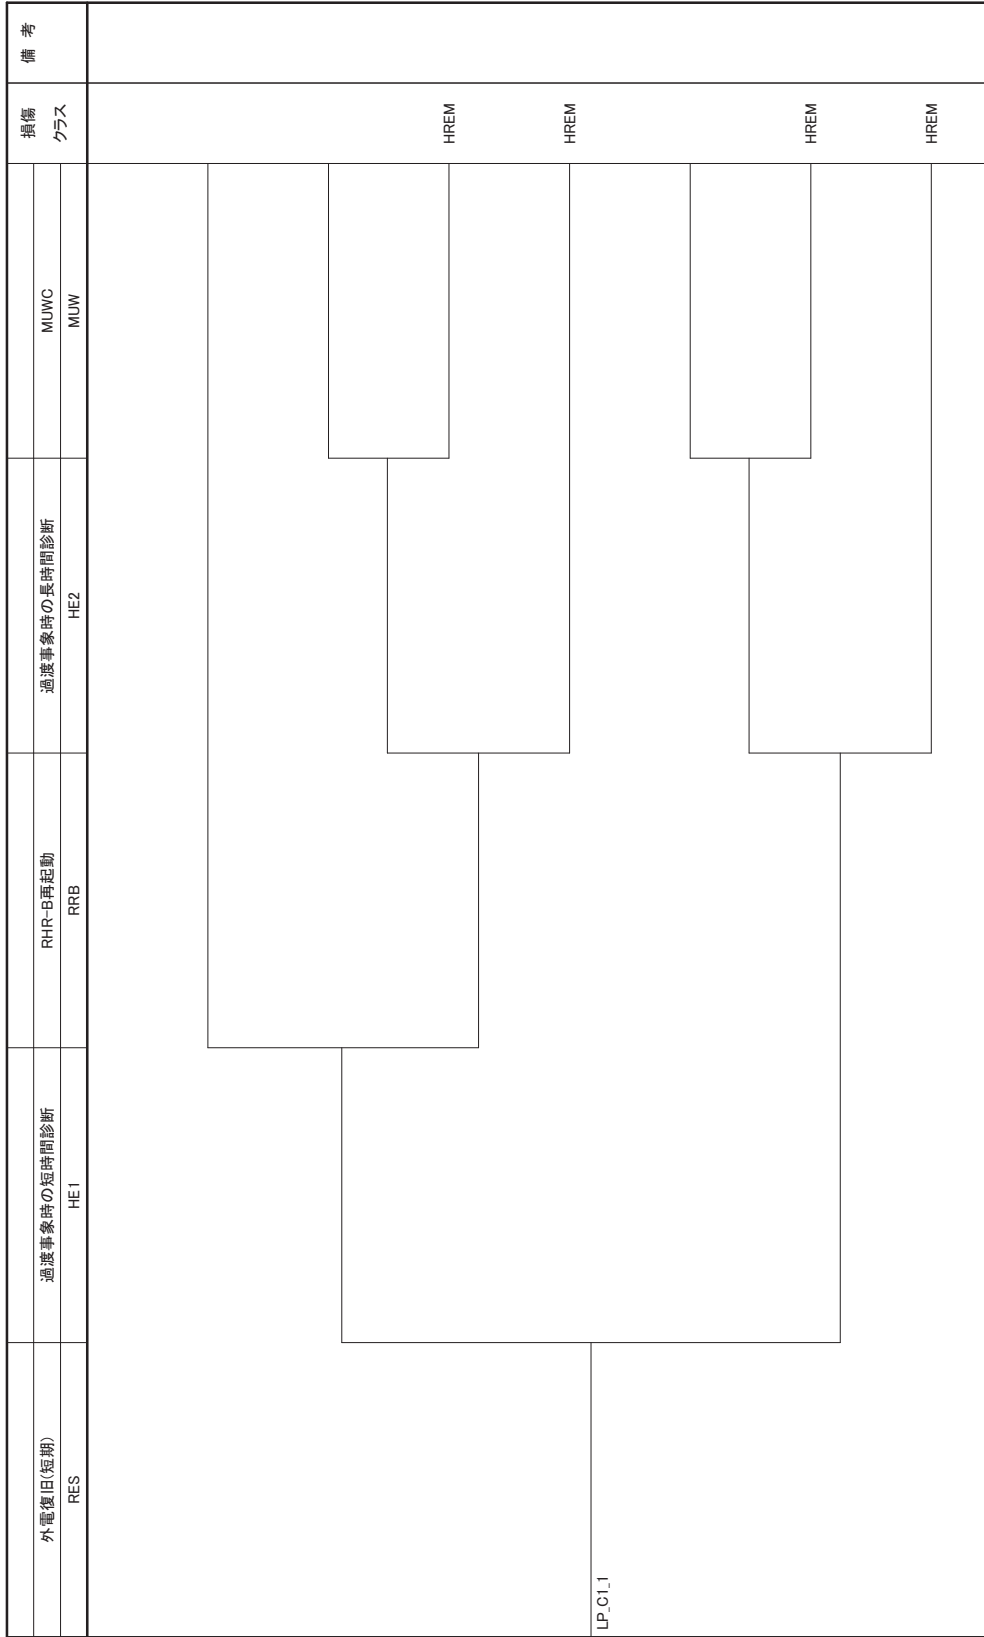 外電復旧(短期)
過渡事象時の短時間診断
RHR-B再起動
過渡事象時の長時間診断
MUWC
損傷
クラス
備 考
RES
HE1
RRB
HE2
MUW
HREM
HREM
HREM
HREM
LP_C1_1